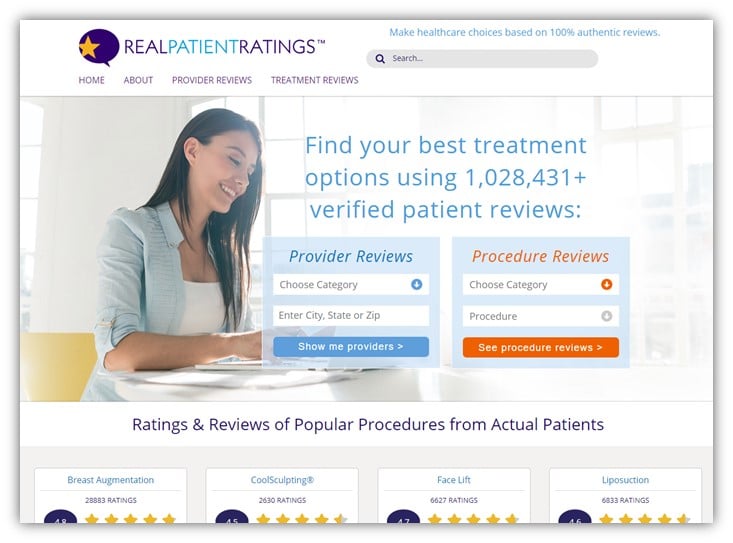 REALPATIENTRATINGS™
Make healthcare choices based on 100% authentic reviews.
Search...
HOME ABOUT PROVIDER REVIEWS TREATMENT REVIEWS
Find your best treatment
options using 1,028,431+
verified patient reviews:
Provider Reviews
Choose Category
Enter City, State or Zip
Show me providers >
Procedure Reviews
Choose Category
Procedure
See procedure reviews >
Ratings & Reviews of Popular Procedures from Actual Patients
Breast Augmentation
28883 RATINGS
4.8
CoolSculpting®
2630 RATINGS
4.5
Face Lift
6627 RATINGS
4.7
Liposuction
6833 RATINGS
4.6